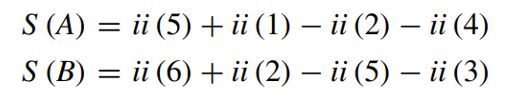 S (A) = ii (5) + ii (1) − ii (2) − ii (4)
S (B) = ii (6) + ii (2) − ii (5) − ii (3)